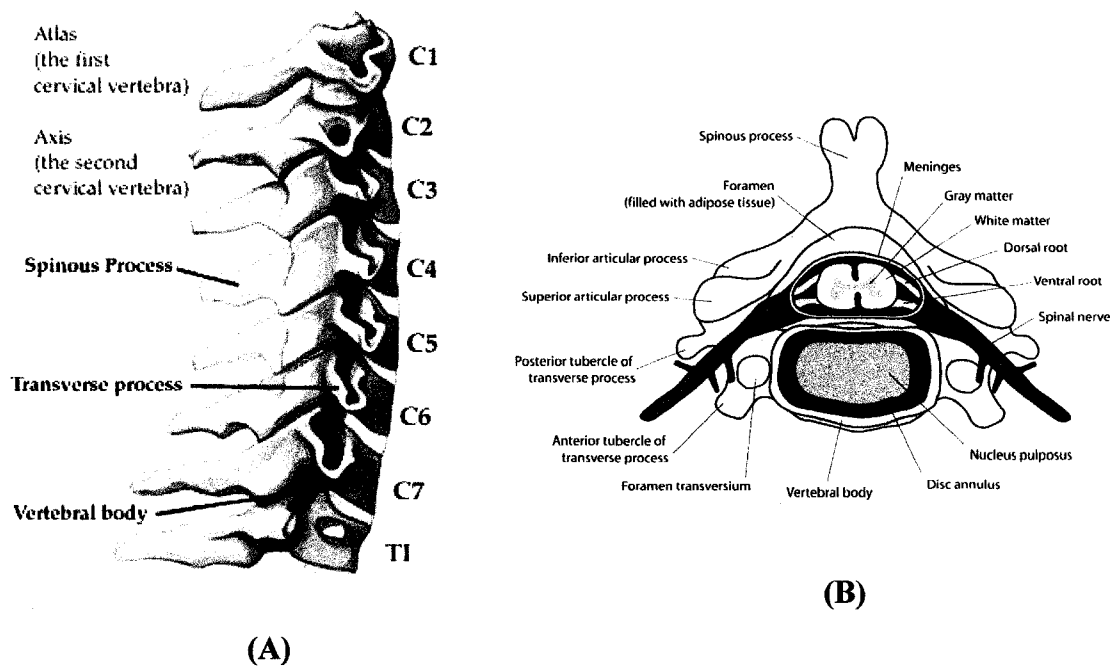 Atlas
(the first
cervical vertebra)
C1
Axis
(the second
cervical vertebra)
C2
C3
Spinous Process
C4
C5
Transverse process
C6
C7
Vertebral body
TI
(A)
Spinous process
Meninges
Foramen
(filled with adipose tissue)
Gray matter
White matter
Dorsal root
Inferior articular process
Ventral root
Superior articular process
Spinal nerve
Posterior tubercle of
transverse process
Anterior tubercle of
transverse process
Nucleus pulposus
Foramen transversium
Vertebral body
Disc annulus
(B)